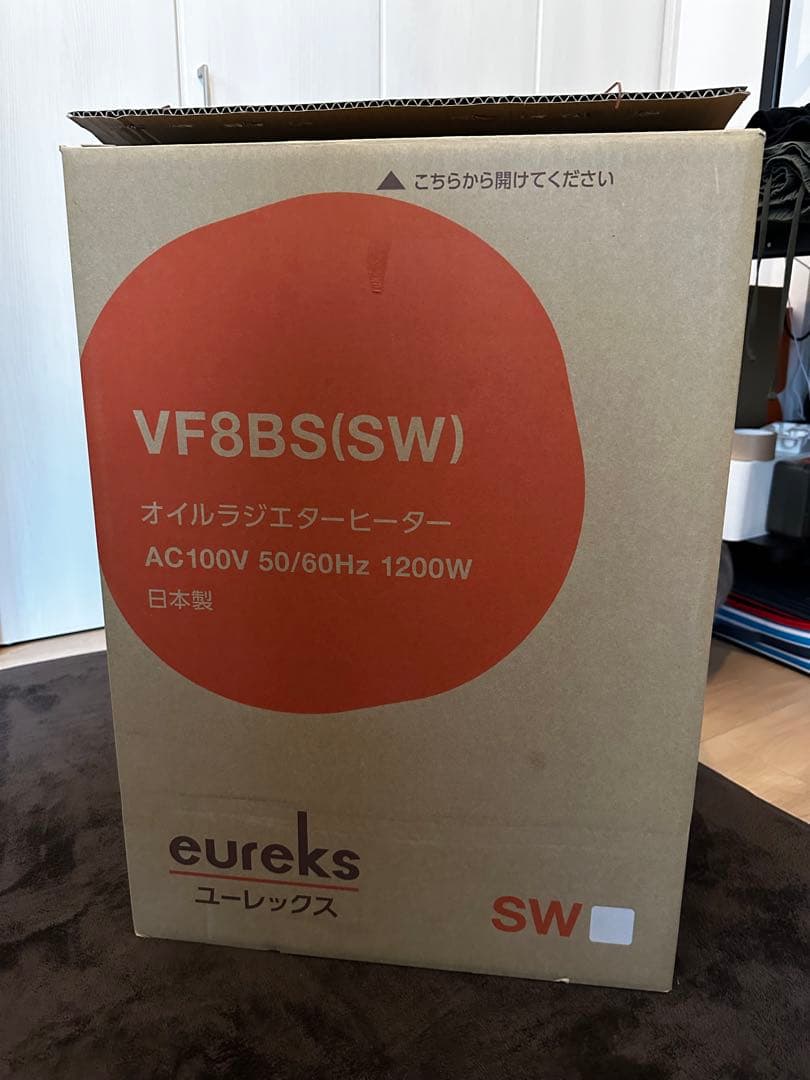 ▲ こちらから開けてください
VF8BS(SW)
オイルラジエターヒーター
AC100V 50/60Hz 1200W
日本製
eureks
ユーレックス
SW